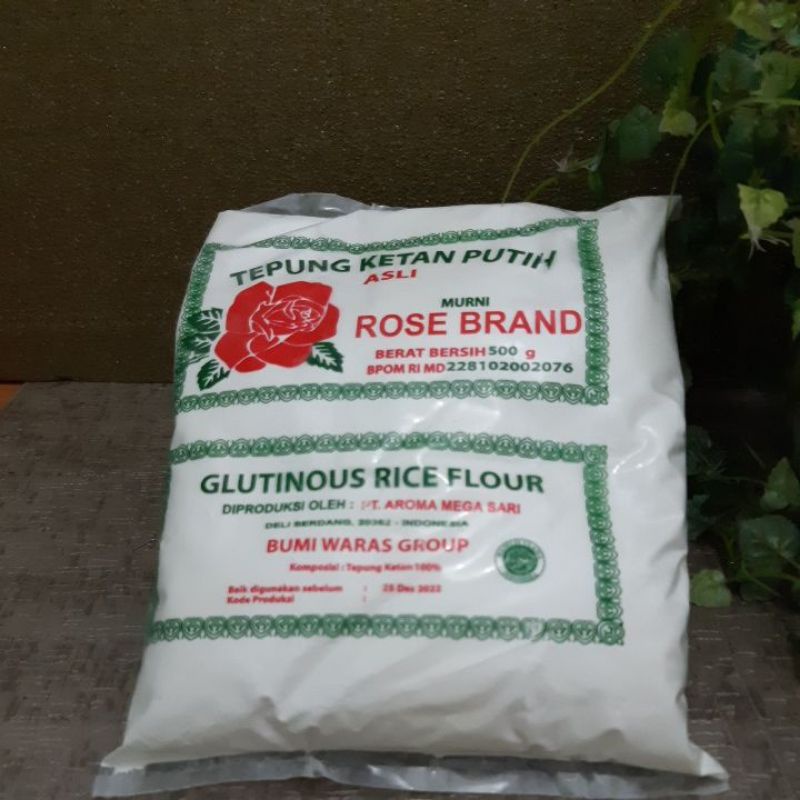 TEPUNG KETAN PUTIH
ASLI
MURNI
ROSE BRAND
BERAT BERSIH 500 g
BPOM RI MD 228102002076
GLUTINOUS RICE FLOUR
DIPRODUKSI OLEH : PT. AROMA MEGA SARI
DELI SERDANG, 20362 - INDONESIA
BUMI WARAS GROUP
Komposisi : Tepung Ketan 100%
Baik digunakan sebelum : 25 Des 2022
Kode Produksi :